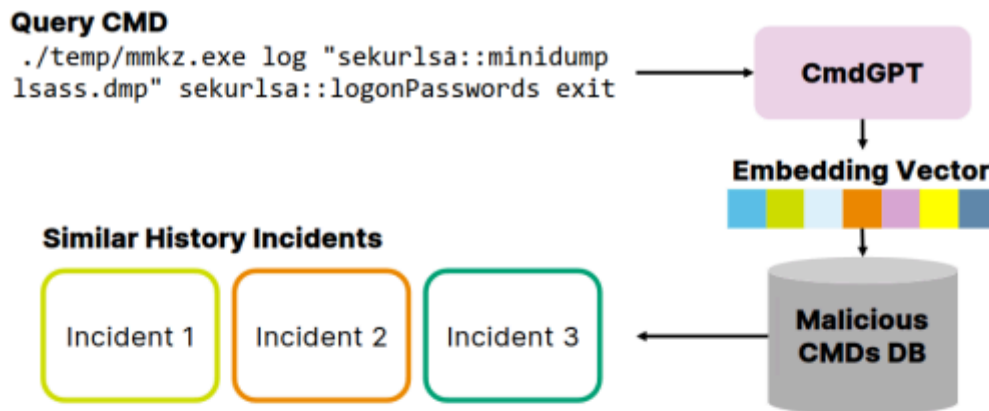 Query CMD
./temp/mmkz.exe log "sekurlsa::minidump
lsass.dmp" sekurlsa::logonPasswords exit
CmdGPT
Embedding Vector
Similar History Incidents
Incident 1
Incident 2
Incident 3
Malicious
CMDs DB